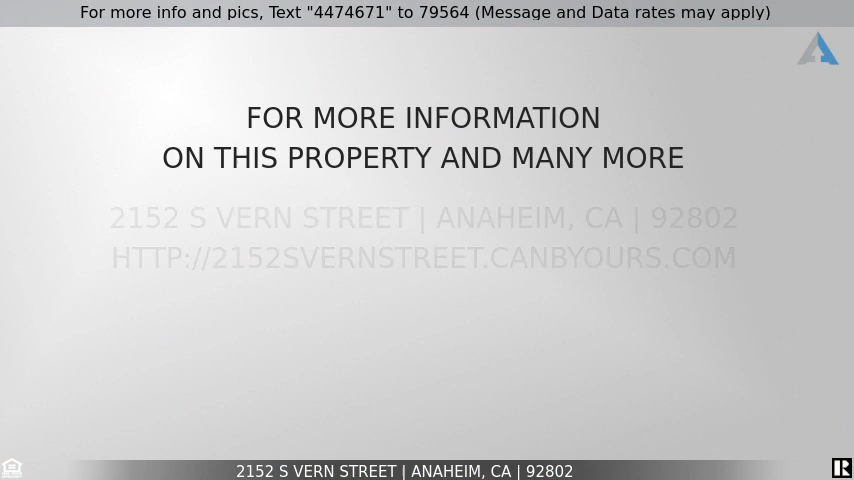 For more info and pics, Text "4474671" to 79564 (Message and Data rates may apply)
FOR MORE INFORMATION
ON THIS PROPERTY AND MANY MORE
2152 S VERN STREET | ANAHEIM, CA | 92802
HTTP://2152SVERNSTREET.CANBYOURS.COM
2152 S VERN STREET | ANAHEIM, CA | 92802